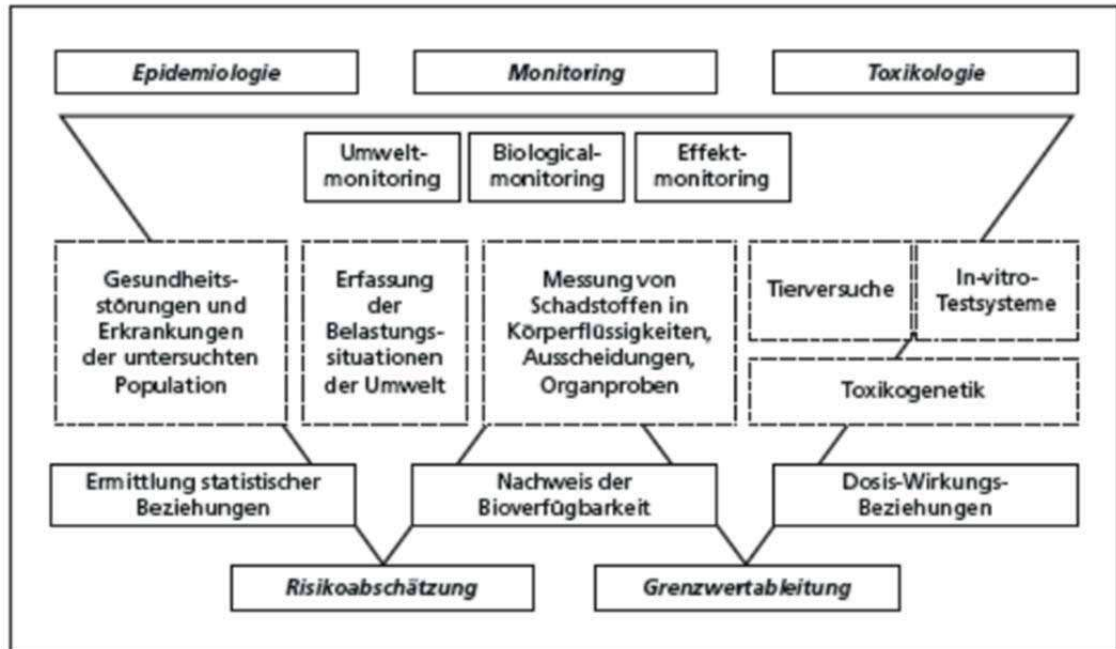 Epidemiologie
Monitoring
Toxikologie
Umwelt-
monitoring
Biological-
monitoring
Effekt-
monitoring
Gesundheits-
störungen und
Erkrankungen
der untersuchten
Population
Erfassung
der
Belastungs-
situationen
der Umwelt
Messung von
Schadstoffen in
Körperflüssigkeiten,
Ausscheidungen,
Organproben
Tierversuche
In-vitro-
Testsysteme
Toxikogenetik
Ermittlung statistischer
Beziehungen
Nachweis der
Bioverfügbarkeit
Dosis-Wirkungs-
Beziehungen
Risikoabschätzung
Grenzwertableitung